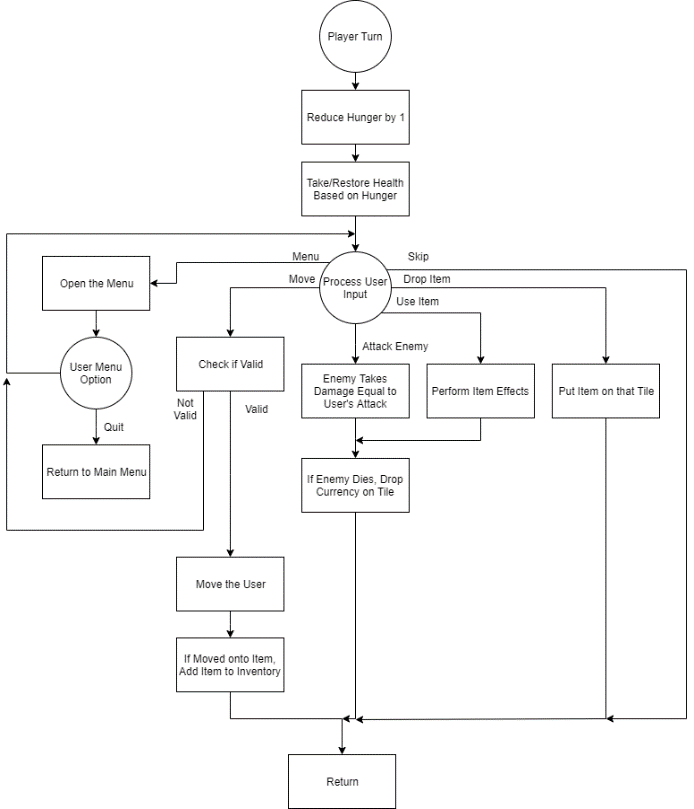 Player Turn
Reduce Hunger by 1
Take/Restore Health
Based on Hunger
Menu
Skip
Open the Menu
Move
Process User
Input
Drop Item
Use Item
Attack Enemy
User Menu
Option
Check if Valid
Enemy Takes
Damage Equal to
User's Attack
Perform Item Effects
Put Item on that Tile
Not
Valid
Valid
Quit
Return to Main Menu
If Enemy Dies, Drop
Currency on Tile
Move the User
If Moved onto Item,
Add Item to Inventory
Return